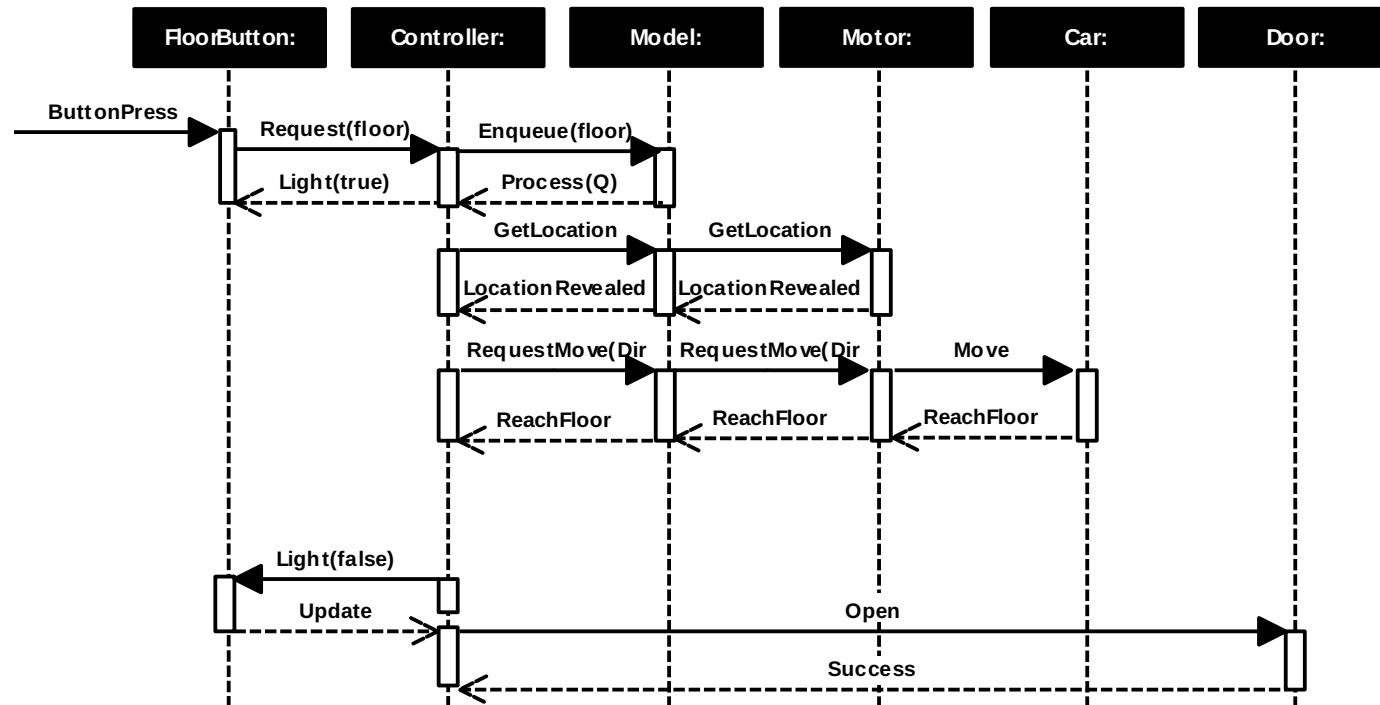 FloorButton:
Controller:
Model:
Motor:
Car:
Door:
ButtonPress
Request(floor)
Enqueue(floor)
Light(true)
Process(Q)
GetLocation
GetLocation
LocationRevealed
LocationRevealed
RequestMove(Dir
RequestMove(Dir
Move
ReachFloor
ReachFloor
ReachFloor
Light(false)
Update
Open
Success